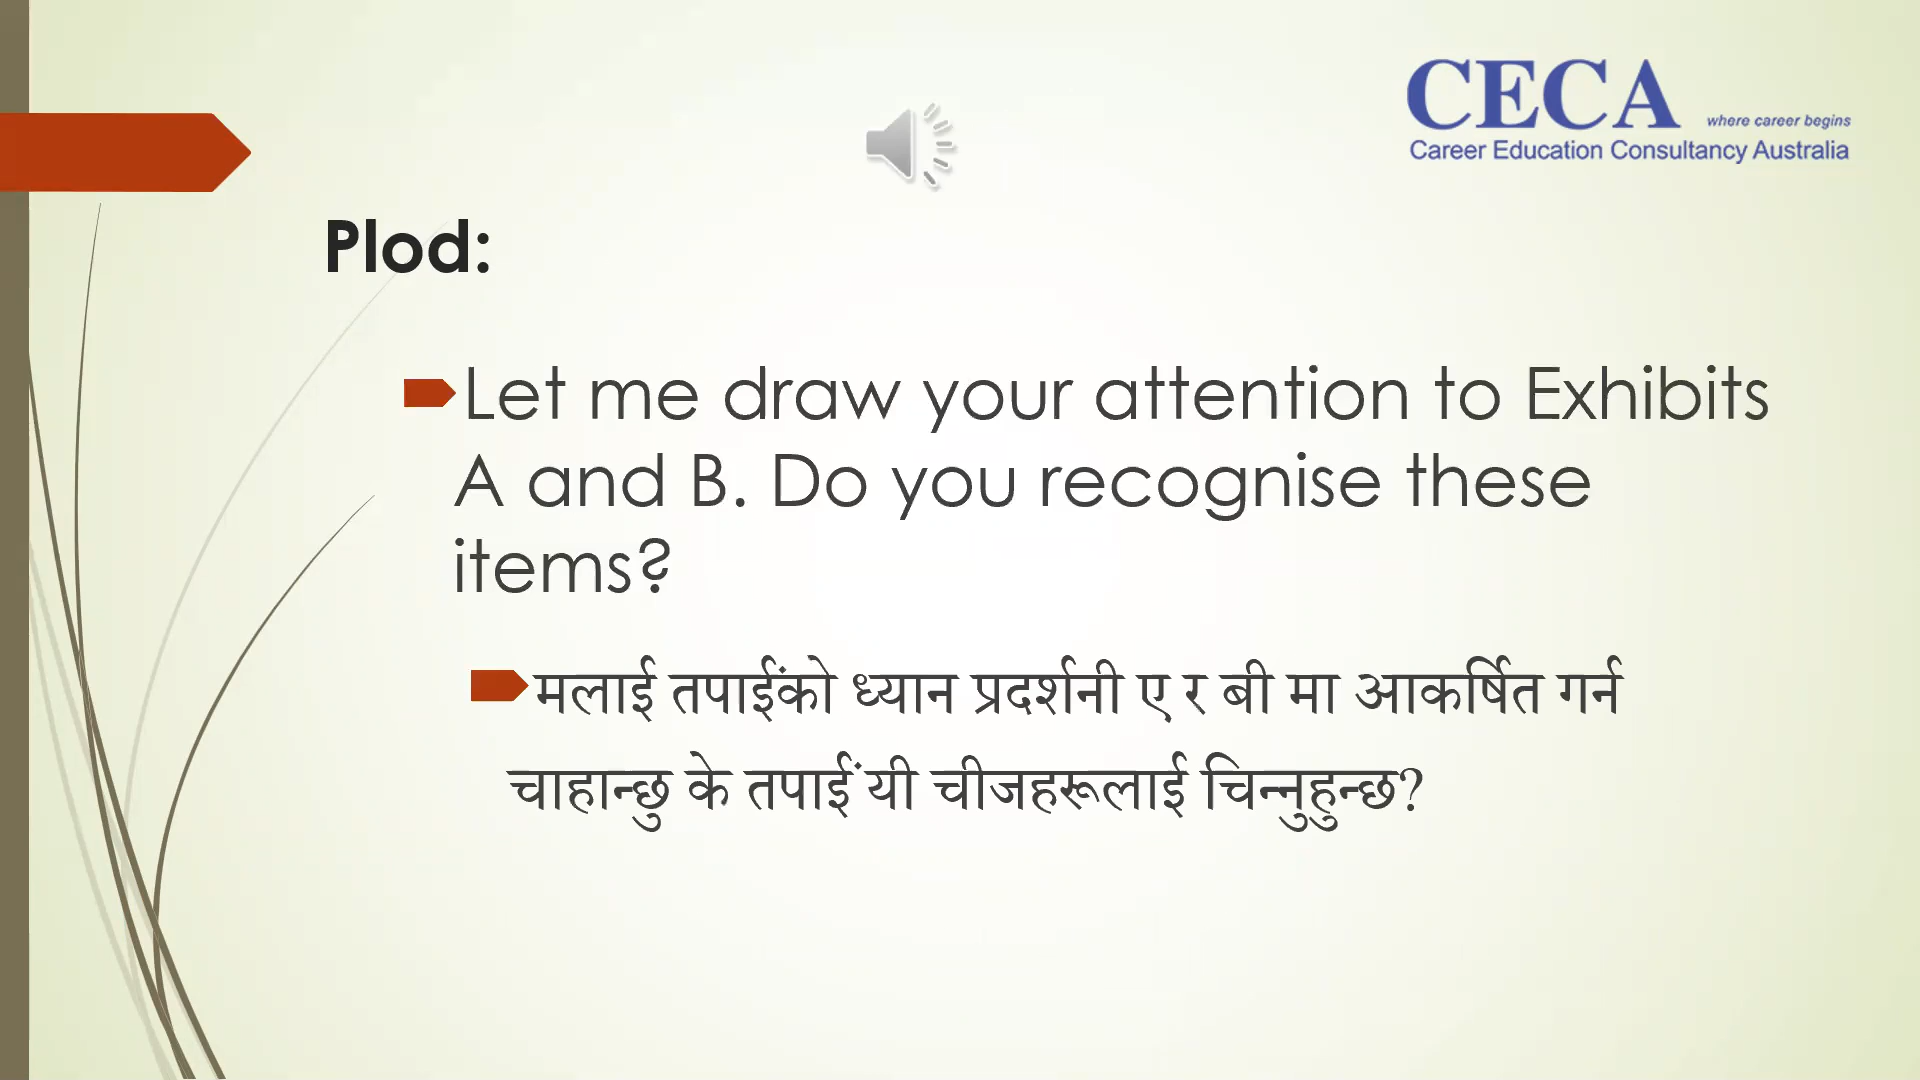 CECA where career begins
Career Education Consultancy Australia
Plod:
Let me draw your attention to Exhibits
A and B. Do you recognise these
items?
मलाई तपाईंको ध्यान प्रदर्शनी ए र बी मा आकर्षित गर्न
चाहान्छु के तपाईं यी चीजहरूलाई चिन्नुहुन्छ?